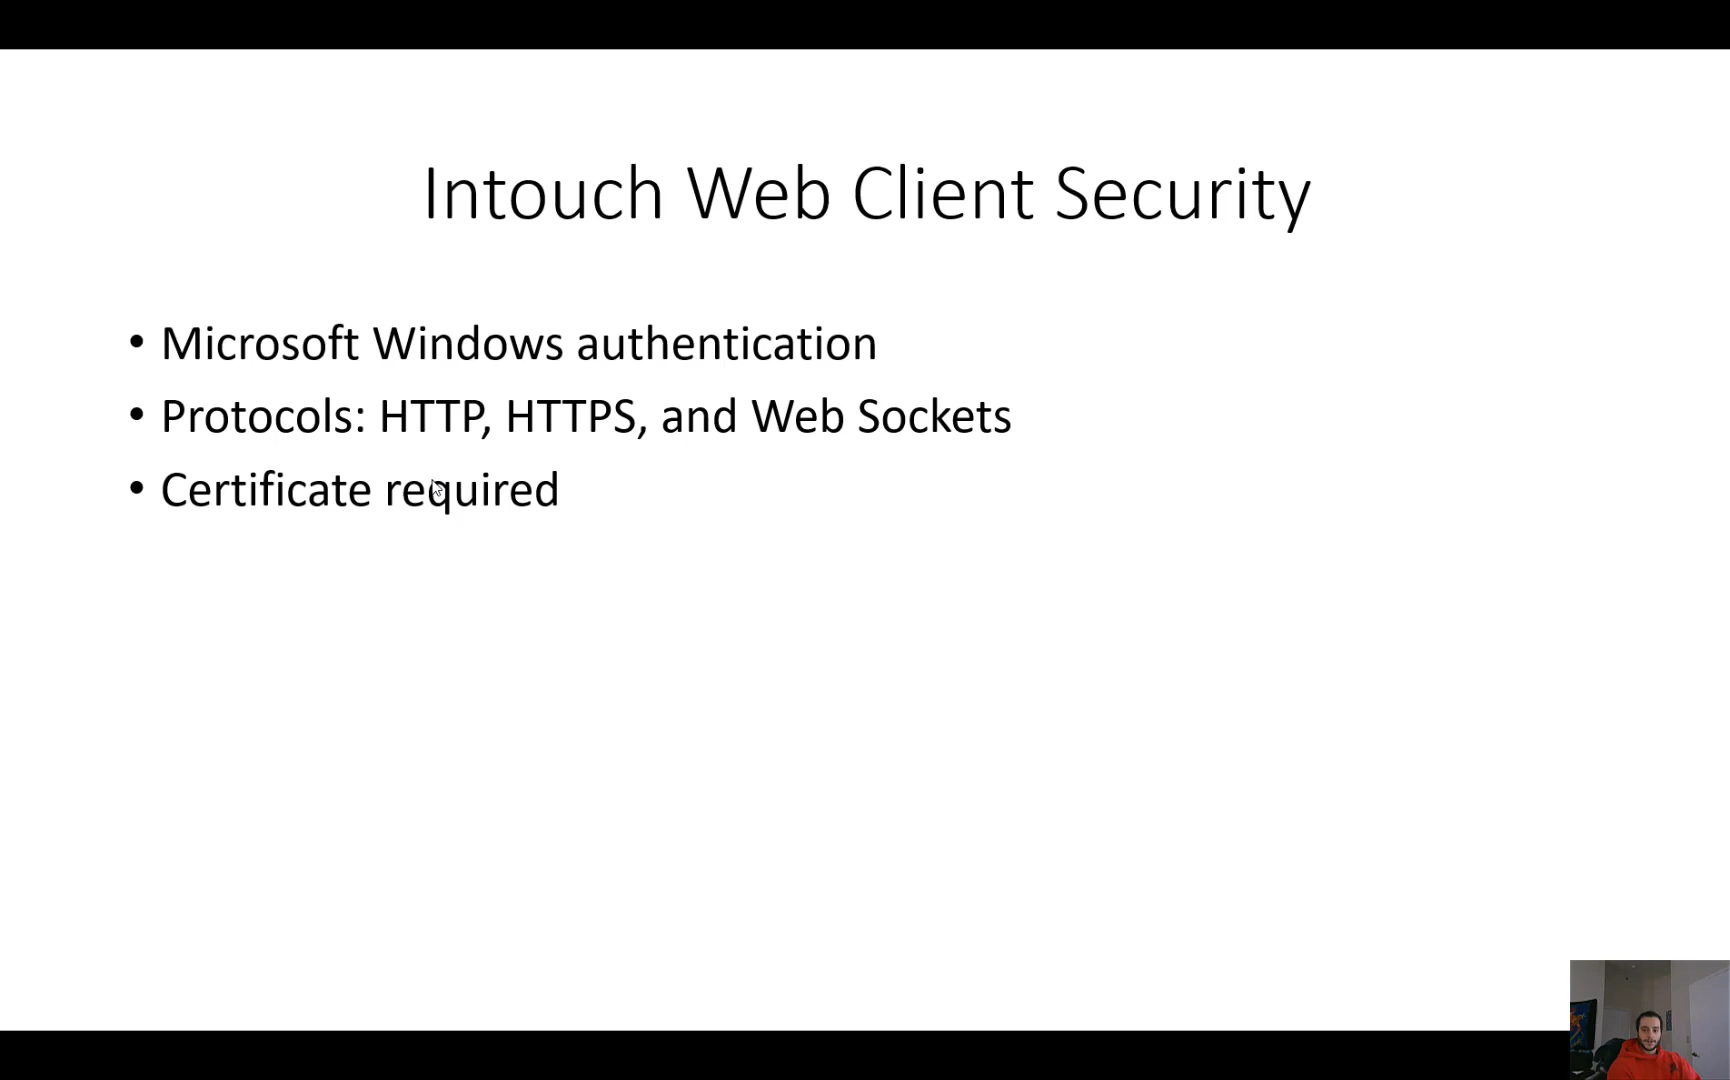 Intouch Web Client Security
• Microsoft Windows authentication
• Protocols: HTTP, HTTPS, and Web Sockets
• Certificate required